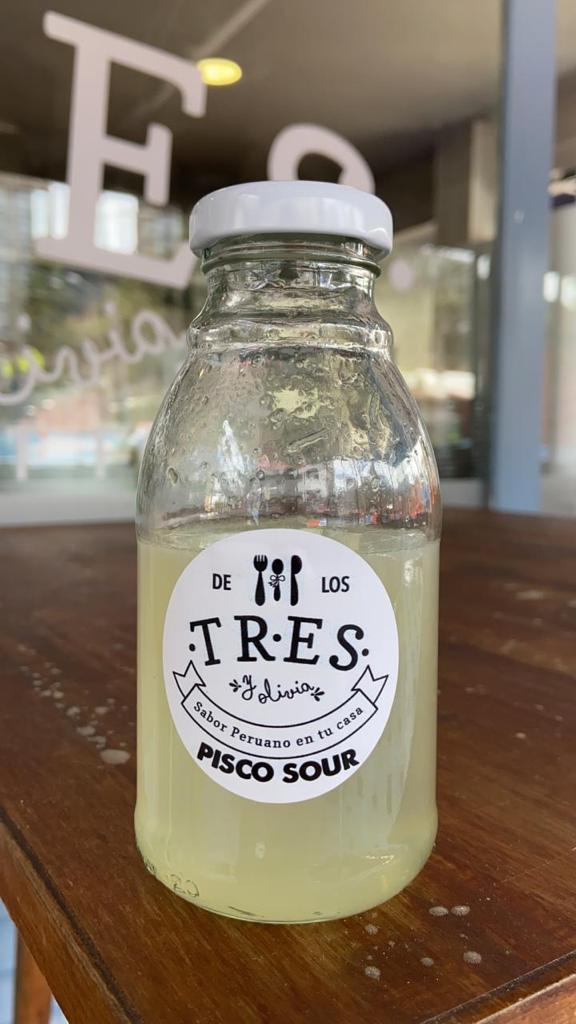 E S.
DE LOS
·T·R·E·S·
y olivia
Sabor Peruano en tu casa
PISCO SOUR